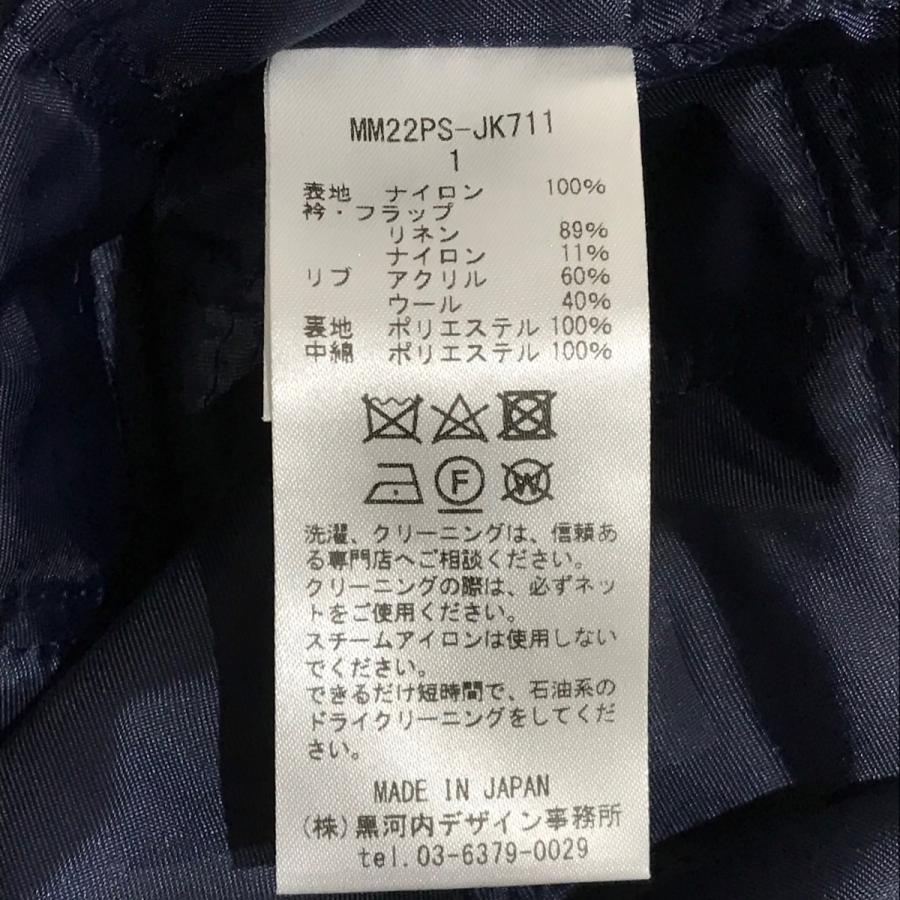 MM22PS-JK711
1
表地 ナイロン 100%
衿・フラップ
リネン 89%
ナイロン 11%
リブ アクリル 60%
ウール 40%
裏地 ポリエステル 100%
中綿 ポリエステル 100%
F W
洗濯、クリーニングは、信頼あ
る専門店へご相談ください。
クリーニングの際は、必ずネッ
トをご使用ください。
スチームアイロンは使用しない
でください。
できるだけ短時間で、石油系の
ドライクリーニングをしてくだ
さい。
MADE IN JAPAN
(株)黒河内デザイン事務所
tel.03-6379-0029